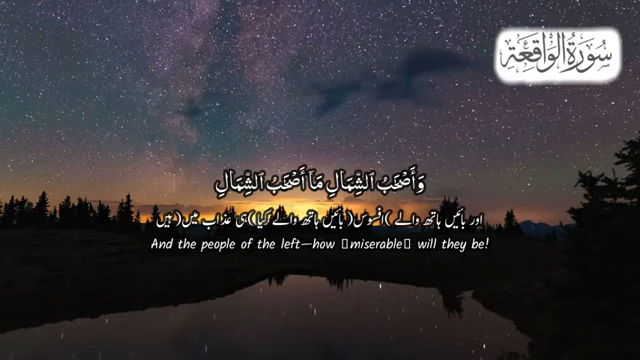 سُورَةُ الْوَاقِعَة
وَأَصْحَٰبُ ٱلشِّمَالِ مَآ أَصْحَٰبُ ٱلشِّمَالِ
اور بائیں ہاتھ والے )افسوس( بائیں ہاتھ والے کیا)ہی عذاب میں( ہیں
And the people of the left—how ▯miserable▯ will they be!